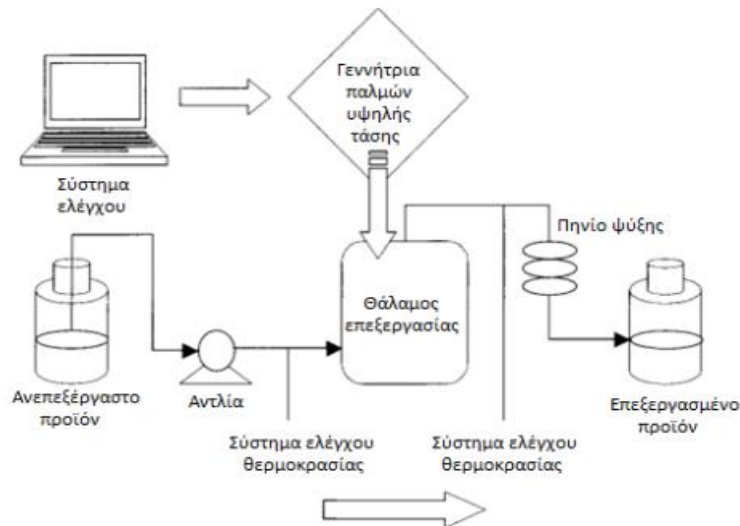 Γεννήτρια
παλμών
υψηλής
τάσης
Σύστημα
ελέγχου
Πηνίο ψύξης
Θάλαμος
επεξεργασίας
Ανεπεξέργαστο
προϊόν
Αντλία
Επεξεργασμένο
προϊόν
Σύστημα ελέγχου
θερμοκρασίας
Σύστημα ελέγχου
θερμοκρασίας